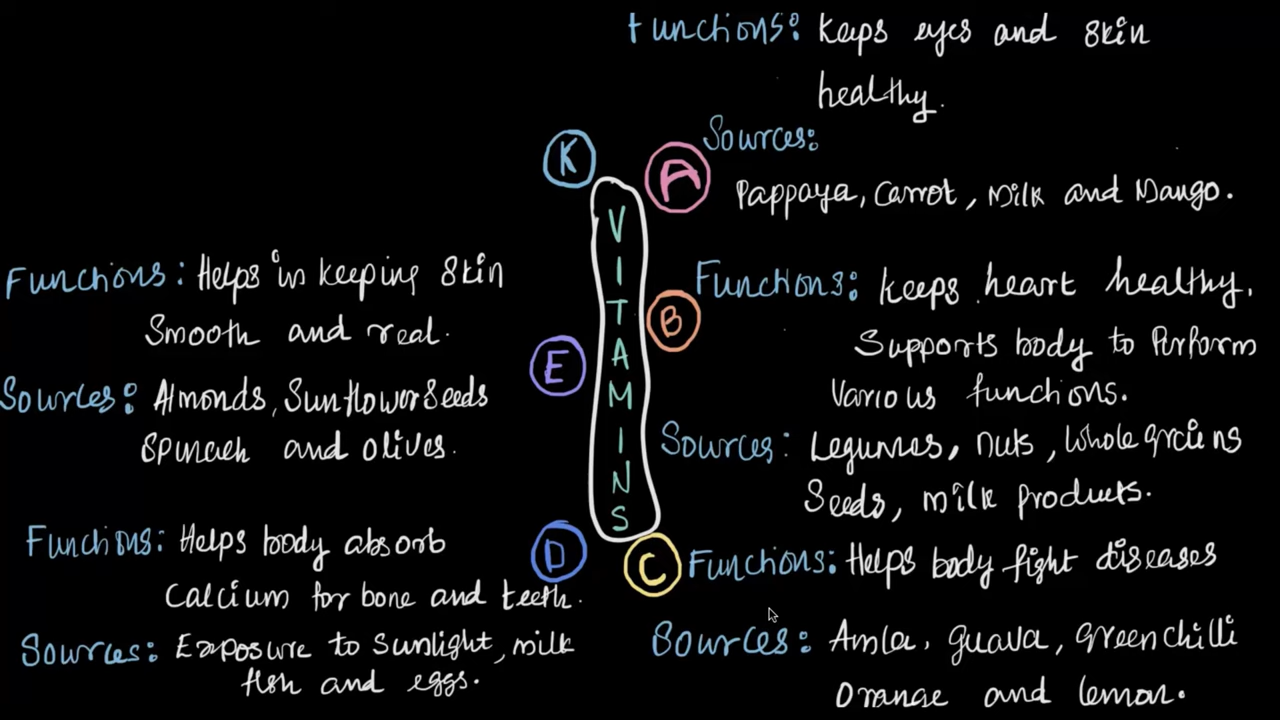 Functions: Keeps eyes and skin
healthy.
K
A
Sources:
Pappaya, Carrot, Milk and Mango.
VITAMINS
B
Functions: Keeps heart healthy,
Supports body to Perform
Various functions.
Sources: Legumes, nuts, Whole grains
Seeds, milk products.
C
Functions: Helps body fight diseases
Sources: Amla, guava, green chilli
Orange and lemon.
D
Functions: Helps body absorb
Calcium for bone and teeth.
Sources: Exposure to Sunlight, milk
fish and eggs.
E
Functions: Helps in keeping Skin
Smooth and real.
Sources: Almonds, Sunflower Seeds
Spinach and olives.